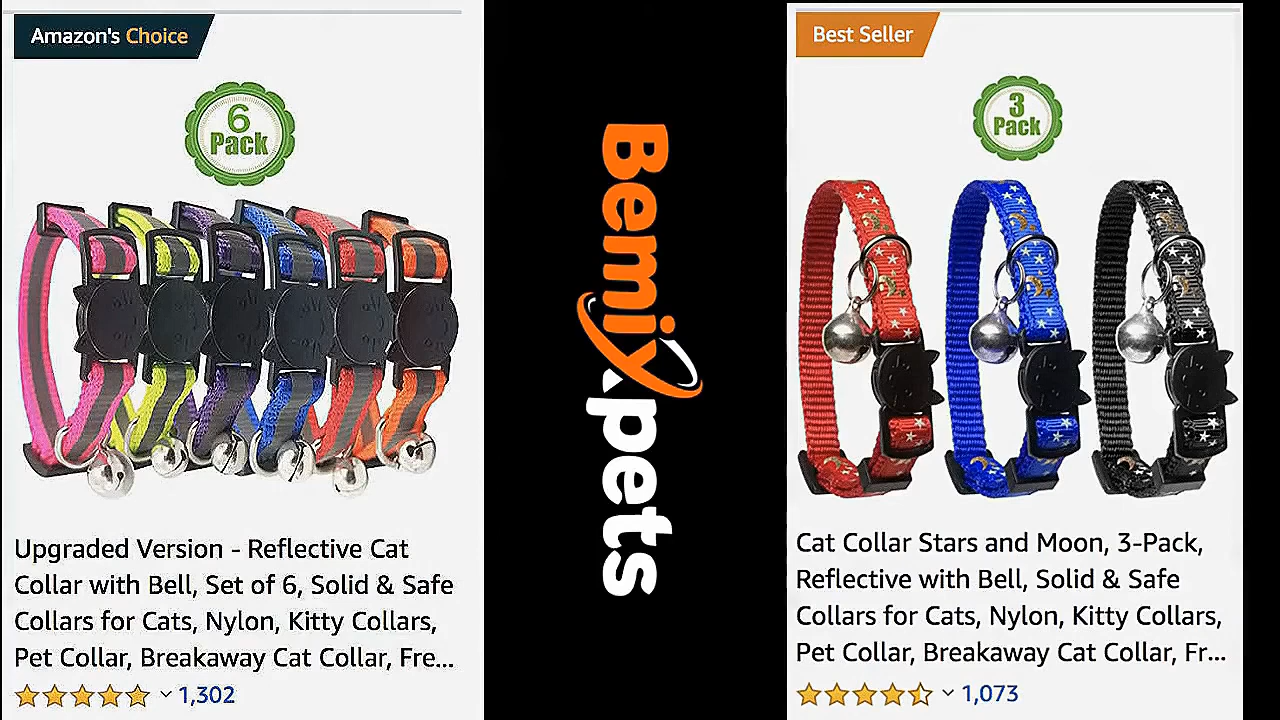 Amazon's Choice
6
Pack
Upgraded Version - Reflective Cat
Collar with Bell, Set of 6, Solid & Safe
Collars for Cats, Nylon, Kitty Collars,
Pet Collar, Breakaway Cat Collar, Fre...
1,302
Bemixpets
Best Seller
3
Pack
Cat Collar Stars and Moon, 3-Pack,
Reflective with Bell, Solid & Safe
Collars for Cats, Nylon, Kitty Collars,
Pet Collar, Breakaway Cat Collar, Fr...
1,073